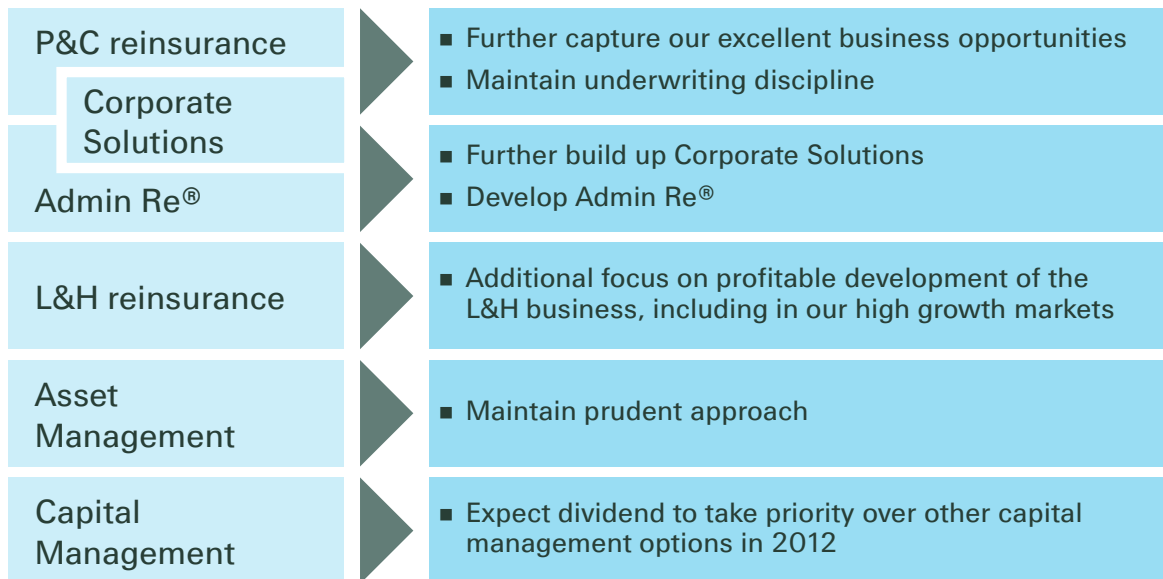 P&C reinsurance
■ Further capture our excellent business opportunities
■ Maintain underwriting discipline
Corporate
Solutions
Admin Re®
■ Further build up Corporate Solutions
■ Develop Admin Re®
L&H reinsurance
■ Additional focus on profitable development of the
L&H business, including in our high growth markets
Asset
Management
■ Maintain prudent approach
Capital
Management
■ Expect dividend to take priority over other capital
management options in 2012